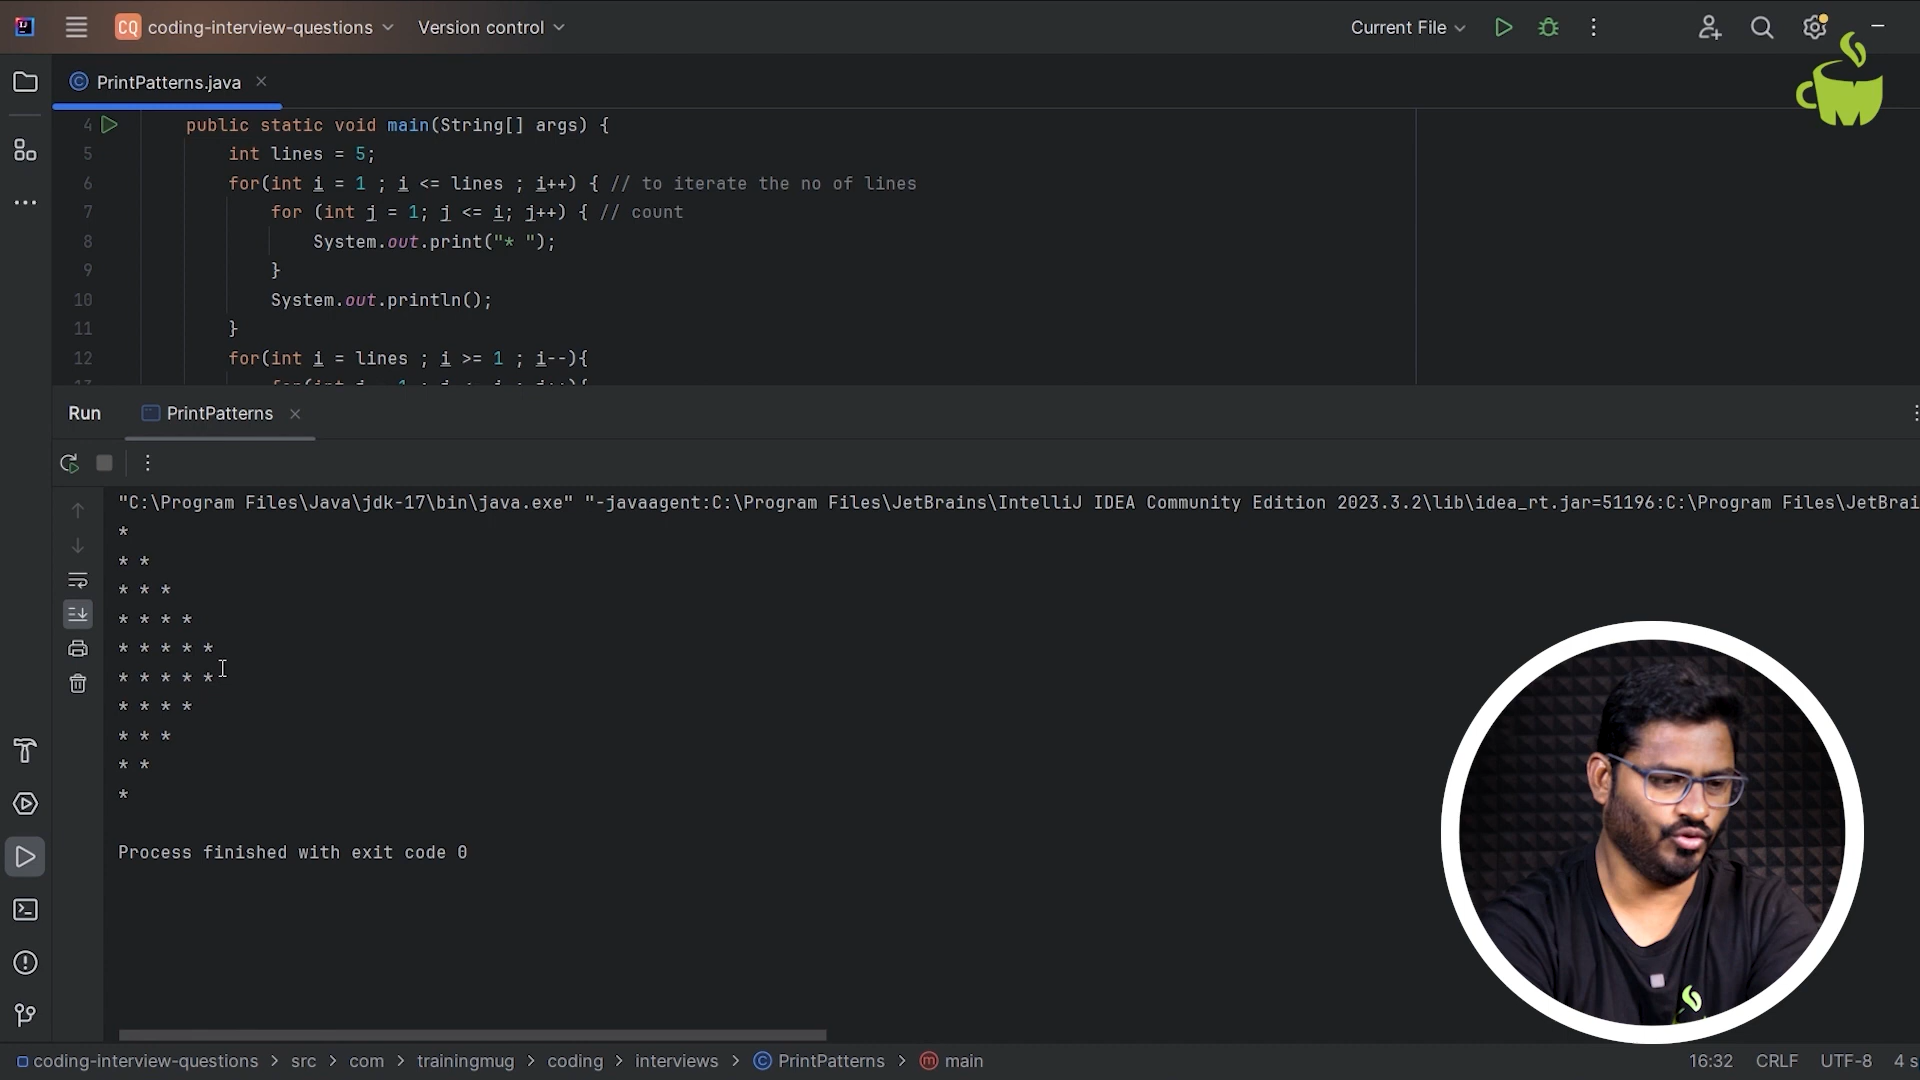 CQ coding-interview-questions Version control Current File
PrintPatterns.java
4 public static void main(String[] args) {
5 int lines = 5;
6 for(int i = 1 ; i <= lines ; i++) { // to iterate the no of lines
7 for (int j = 1; j <= i; j++) { // count
8 System.out.print("* ");
9 }
10 System.out.println();
11 }
12 for(int i = lines ; i >= 1 ; i--){
Run PrintPatterns
"C:\Program Files\Java\jdk-17\bin\java.exe" "-javaagent:C:\Program Files\JetBrains\IntelliJ IDEA Community Edition 2023.3.2\lib\idea_rt.jar=51196:C:\Program Files\JetBrai
*
* *
* * *
* * * *
* * * * *
* * * * *
* * * *
* * *
* *
*
Process finished with exit code 0
coding-interview-questions > src > com > trainingmug > coding > interviews > PrintPatterns > main 16:32 CRLF UTF-8 4 s